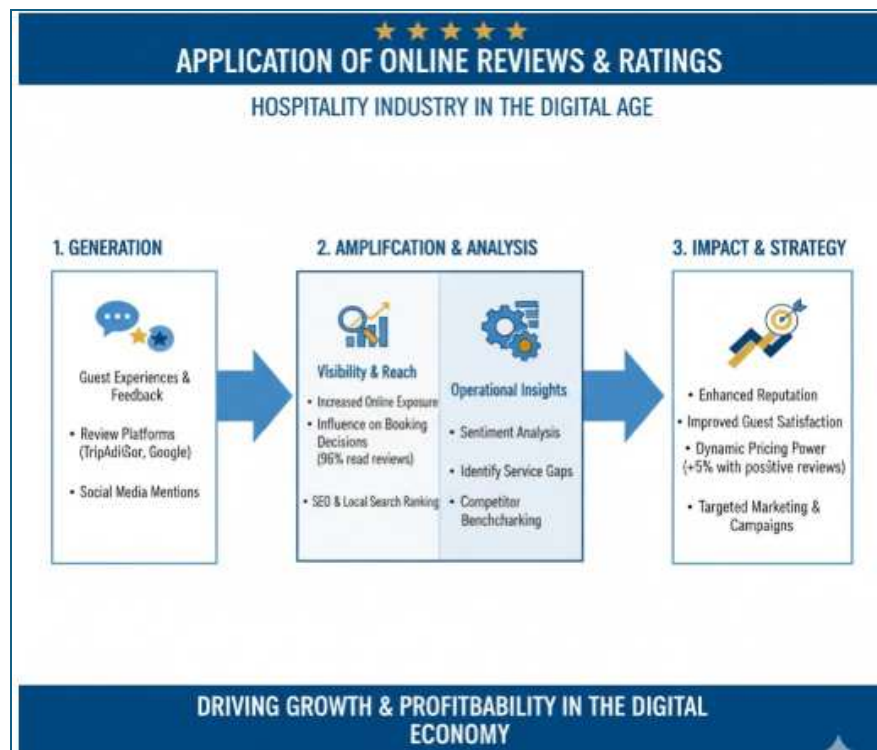 APPLICATION OF ONLINE REVIEWS & RATINGS
HOSPITALITY INDUSTRY IN THE DIGITAL AGE
1. GENERATION
Guest Experiences &
Feedback
• Review Platforms
(TripAdiSor, Google)
• Social Media Mentions
2. AMPLIFCATION & ANALYSIS
Visibility & Reach
• Increased Online Exposure
• Influence on Booking
Decisions
(96% read reviews)
• SEO & Local Search Ranking
Operational Insights
• Sentiment Analysis
• Identify Service Gaps
• Competitor
Benchcharking
3. IMPACT & STRATEGY
• Enhanced Reputation
• Improved Guest Satisfaction
• Dynamic Pricing Power
(+5% with positive reviews)
• Targeted Marketing &
Campaigns
DRIVING GROWTH & PROFITBABILITY IN THE DIGITAL
ECONOMY